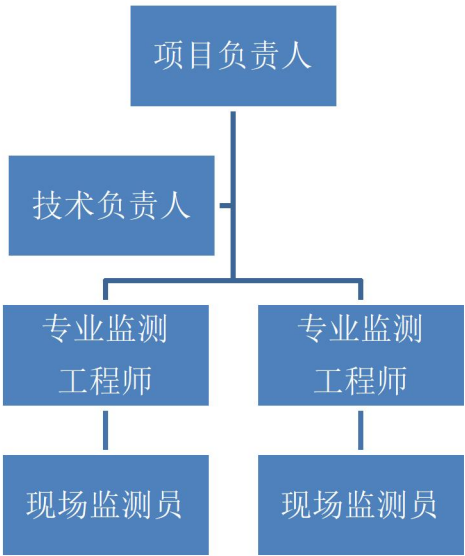 项目负责人
技术负责人
专业监测
工程师
专业监测
工程师
现场监测员
现场监测员